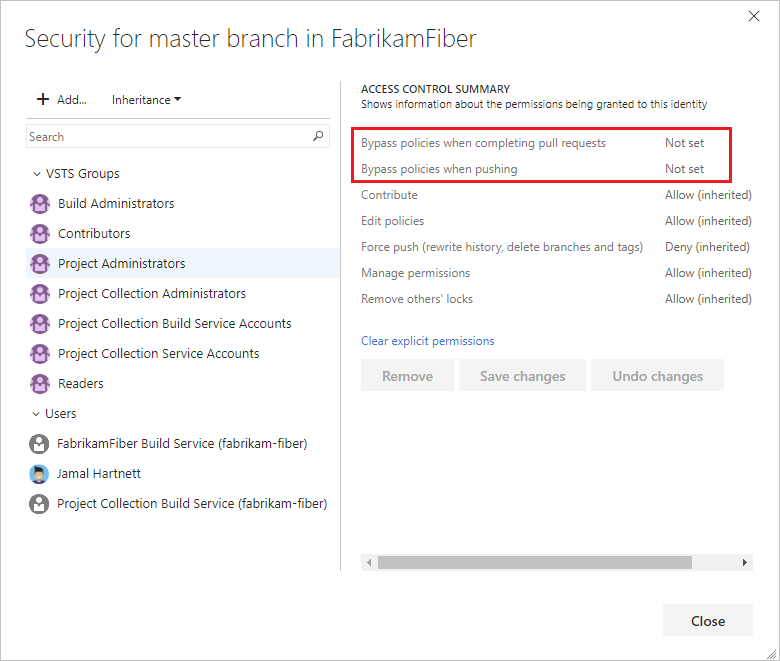 Security for master branch in FabrikamFiber
Add...
Inheritance
Search
VSTS Groups
Build Administrators
Contributors
Project Administrators
Project Collection Administrators
Project Collection Build Service Accounts
Project Collection Service Accounts
Readers
Users
FabrikamFiber Build Service (fabrikam-fiber)
Jamal Hartnett
Project Collection Build Service (fabrikam-fiber)
ACCESS CONTROL SUMMARY
Shows information about the permissions being granted to this identity
Bypass policies when completing pull requests Not set
Bypass policies when pushing Not set
Contribute Allow (inherited)
Edit policies Allow (inherited)
Force push (rewrite history, delete branches and tags) Deny (inherited)
Manage permissions Allow (inherited)
Remove others' locks Allow (inherited)
Clear explicit permissions
Remove Save changes Undo changes
Close